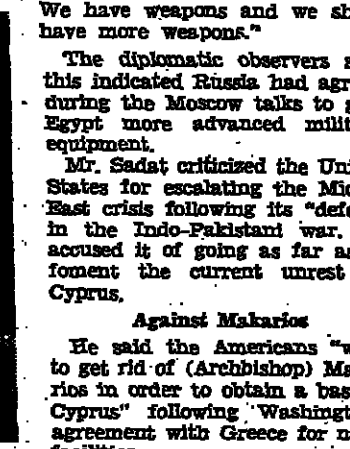 We have weapons and we sh
have more weapons."
The diplomatic observers a
this indicated Russia had agr
during the Moscow talks to g
Egypt more advanced milit
equipment.
Mr. Sadat criticized the Uni
States for escalating the Mid
East crisis following its "defe
in the Indo-Pakistani war.
accused it of going as far as
foment the current unrest
Cyprus.
Against Makarios
He said the Americans "w
to get rid of (Archbishop) Ma
rios in order to obtain a bas
Cyprus" following Washingt
agreement with Greece for n